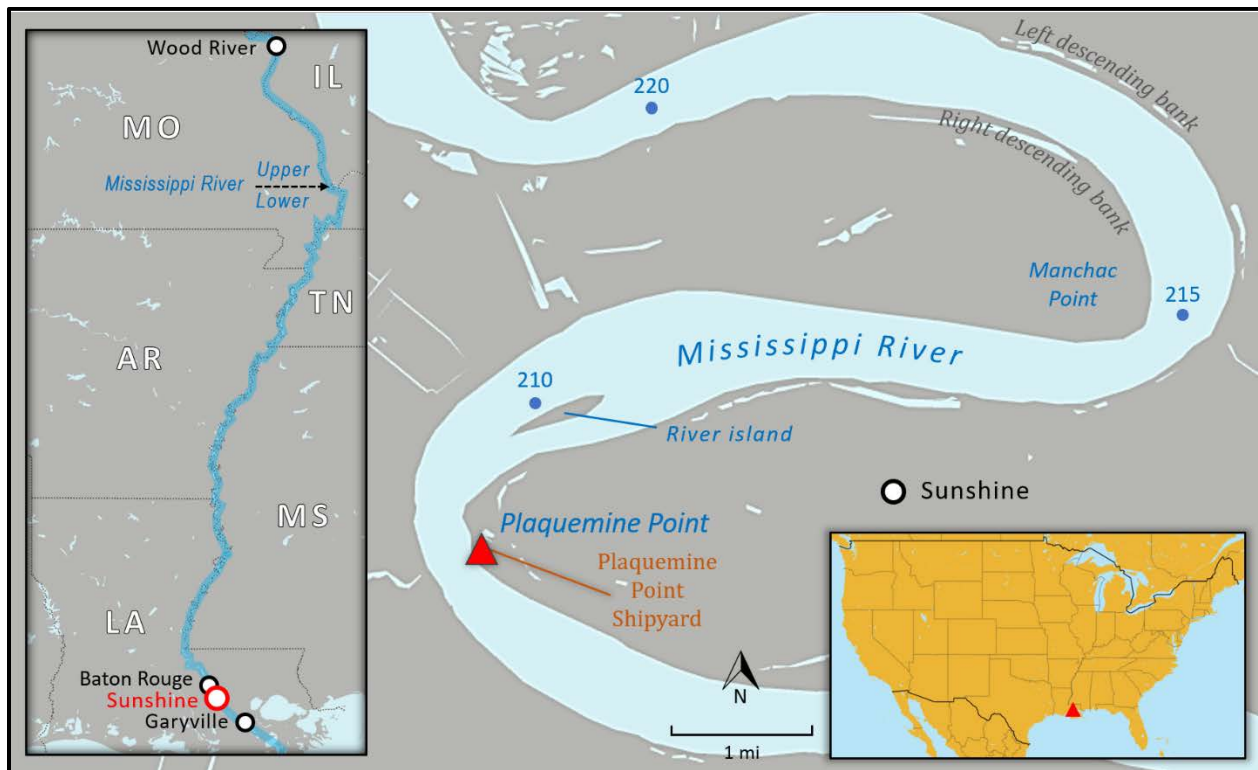 Wood River
IL
MO
Upper
Mississippi River
Lower
TN
AR
MS
LA
Baton Rouge
Sunshine
Garyville
220
Left descending bank
Right descending bank
Manchac
Point
215
Mississippi River
210
River island
Sunshine
Plaquemine Point
Plaquemine
Point
Shipyard
N
1 mi